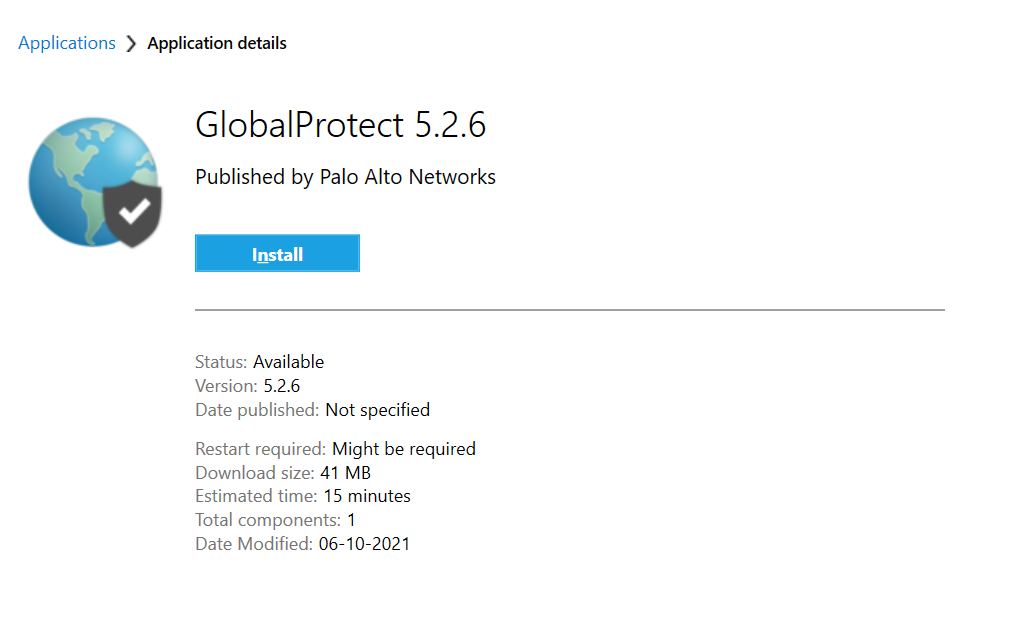 Applications > Application details
GlobalProtect 5.2.6
Published by Palo Alto Networks
Install
Status: Available
Version: 5.2.6
Date published: Not specified
Restart required: Might be required
Download size: 41 MB
Estimated time: 15 minutes
Total components: 1
Date Modified: 06-10-2021